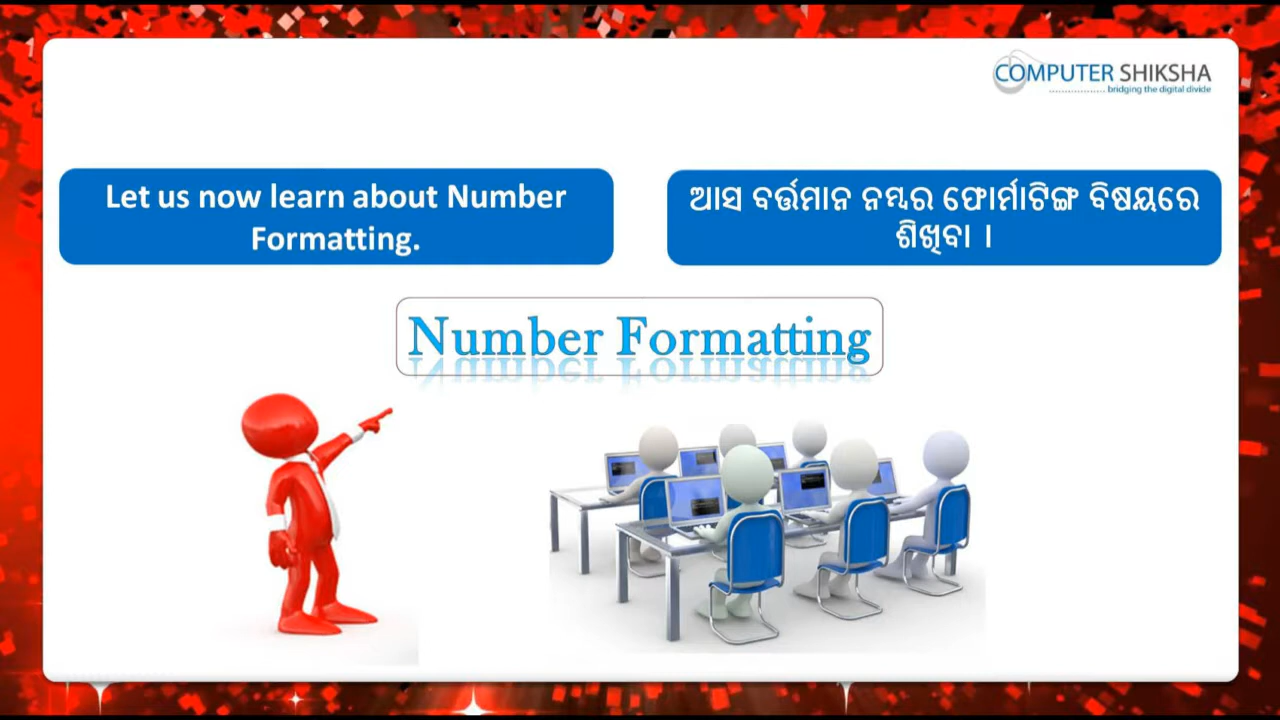 COMPUTER SHIKSHA
bridging the digital divide
Let us now learn about Number
Formatting.
ଆସ ବର୍ତ୍ତମାନ ନମ୍ବର ଫୋର୍ମାଟିଙ୍ଗ ବିଷୟରେ
ଶିଖିବା ।
Number Formatting